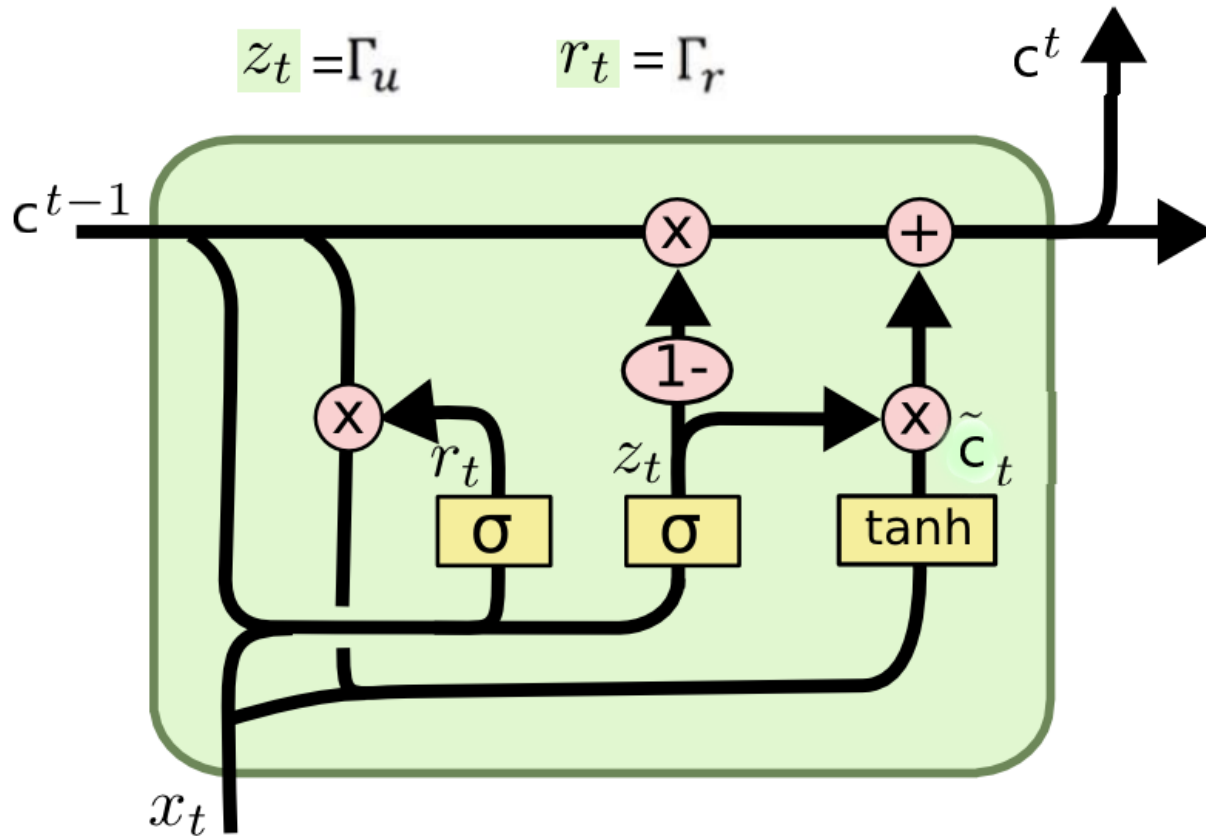 z_t = Γ_u r_t = Γ_r
c^t
c^{t-1}
x +
1-
x x
r_t z_t c̃_t
σ σ tanh
x_t